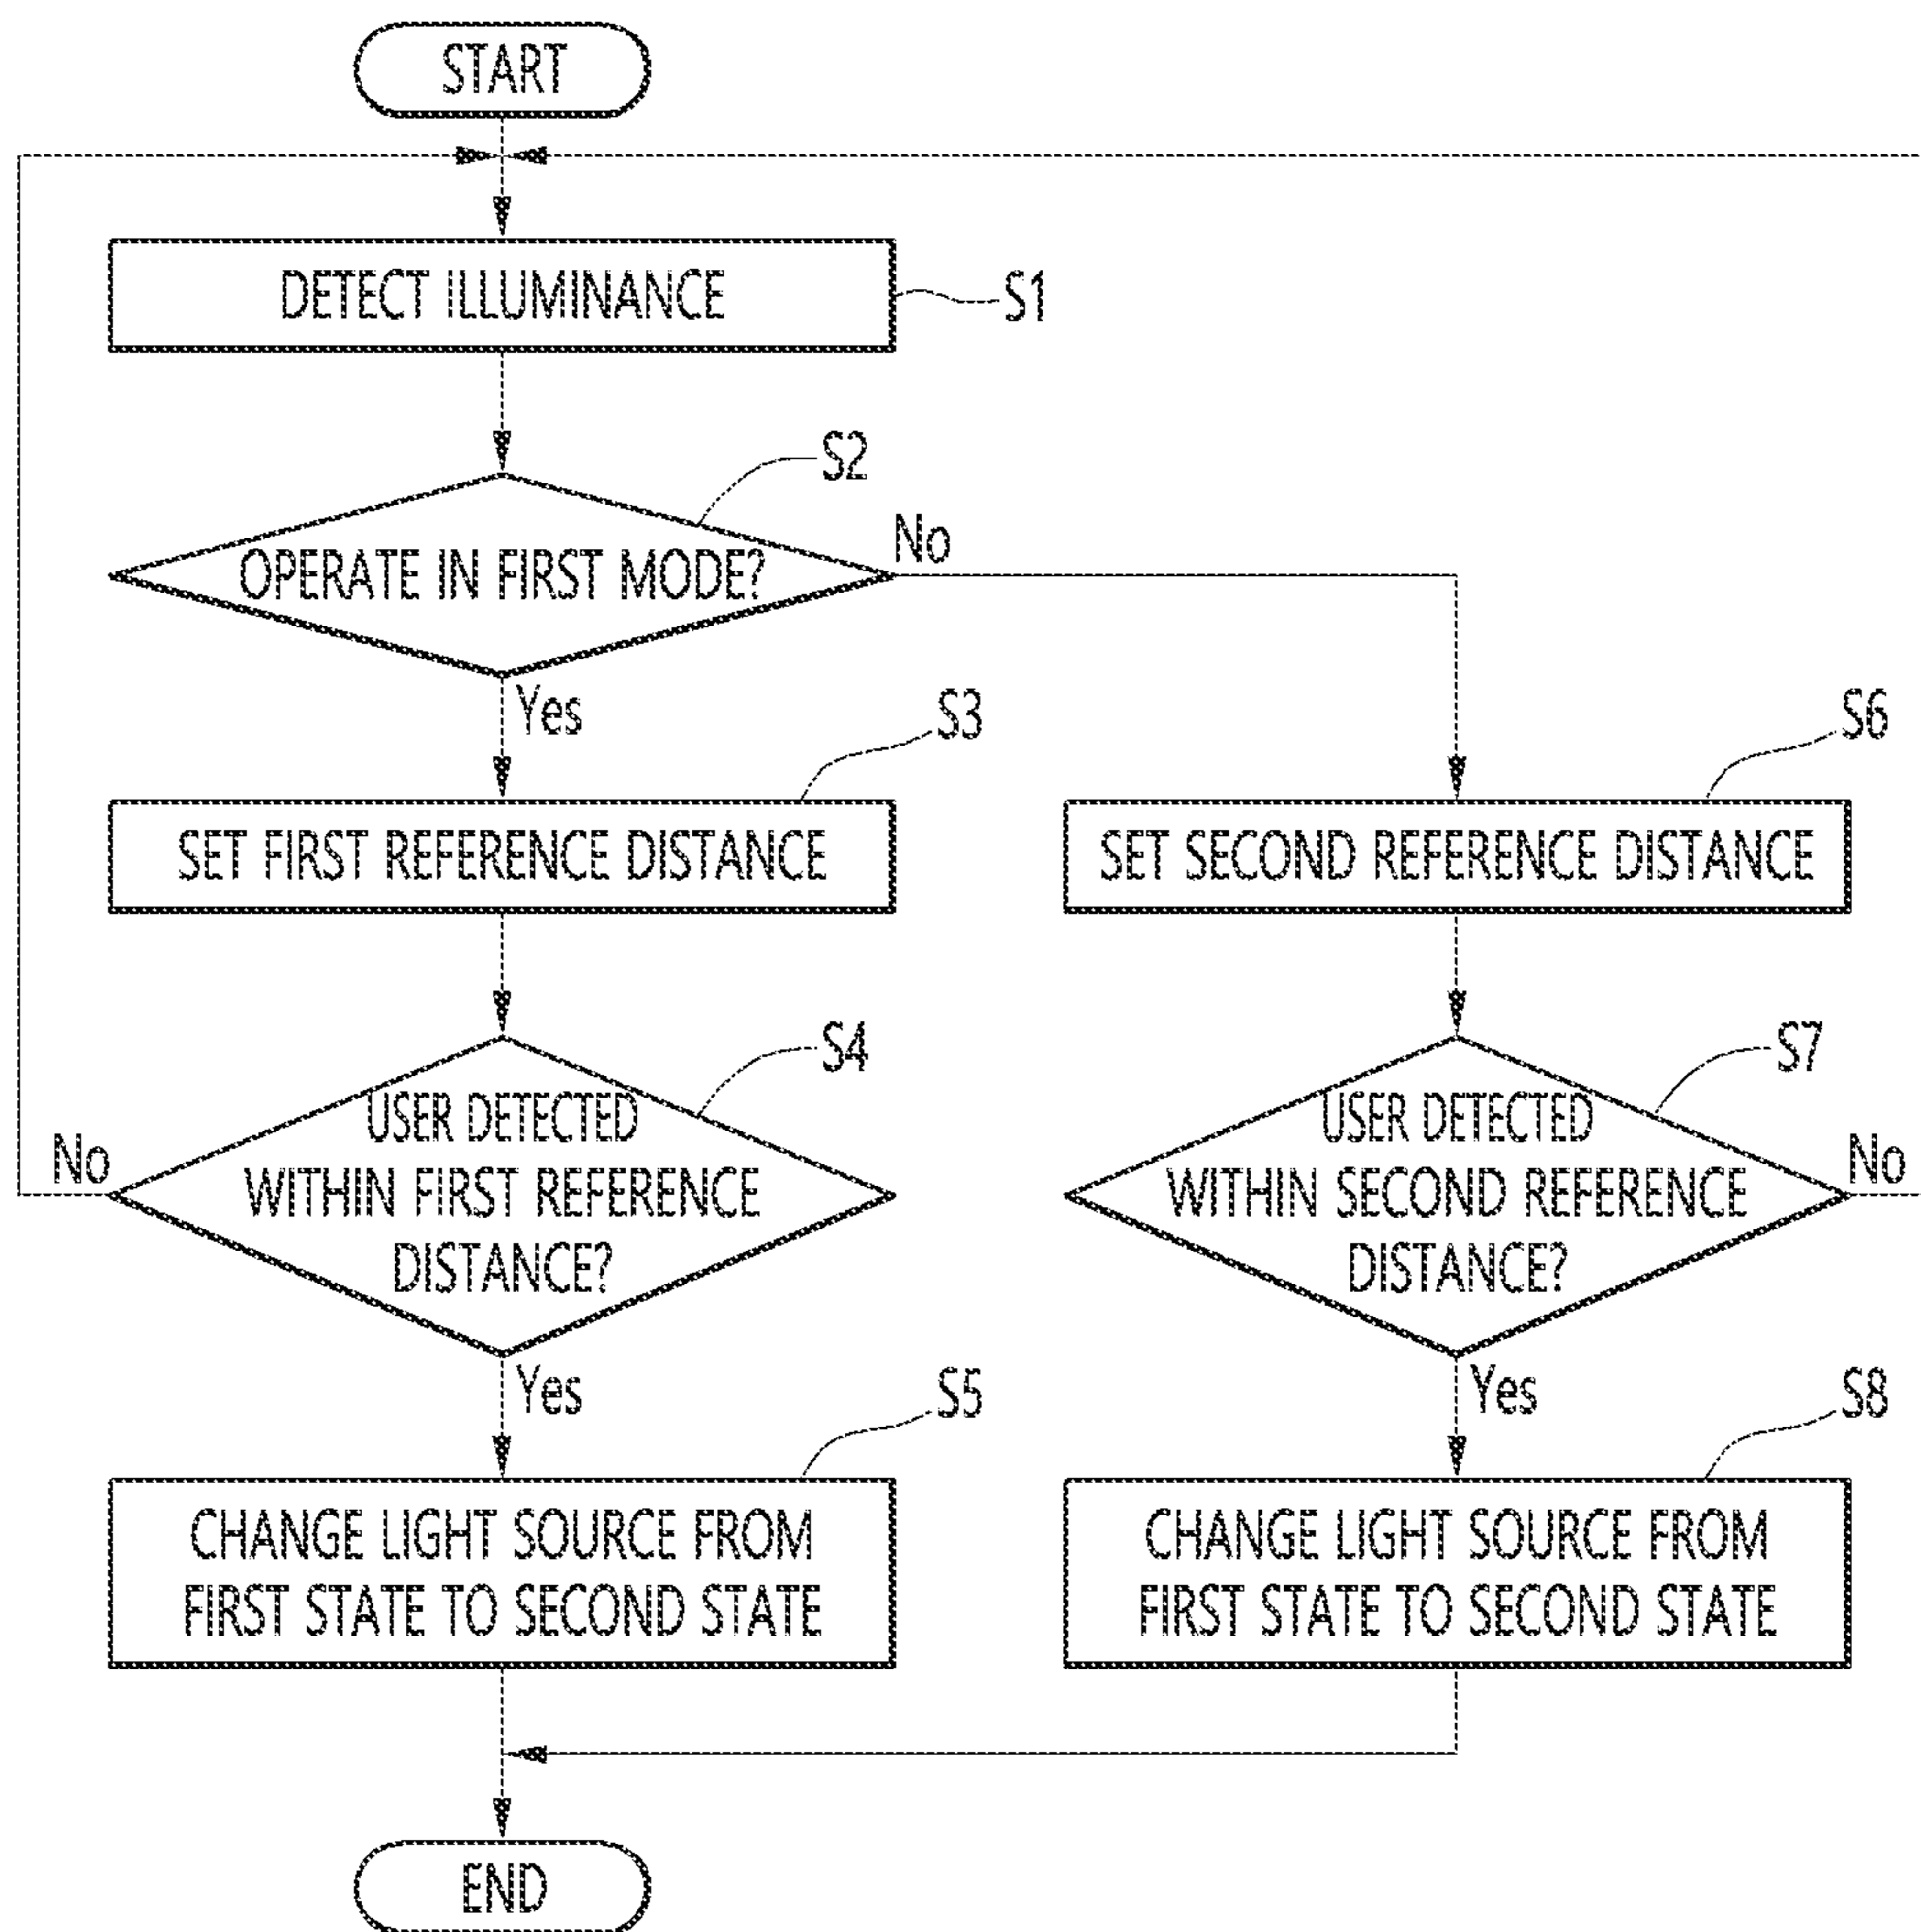 START
DETECT ILLUMINANCE
S1
S2
OPERATE IN FIRST MODE?
No
Yes
S3
SET FIRST REFERENCE DISTANCE
S6
SET SECOND REFERENCE DISTANCE
S4
USER DETECTED
WITHIN FIRST REFERENCE
DISTANCE?
No
Yes
S7
USER DETECTED
WITHIN SECOND REFERENCE
DISTANCE?
No
Yes
S5
CHANGE LIGHT SOURCE FROM
FIRST STATE TO SECOND STATE
S8
CHANGE LIGHT SOURCE FROM
FIRST STATE TO SECOND STATE
END